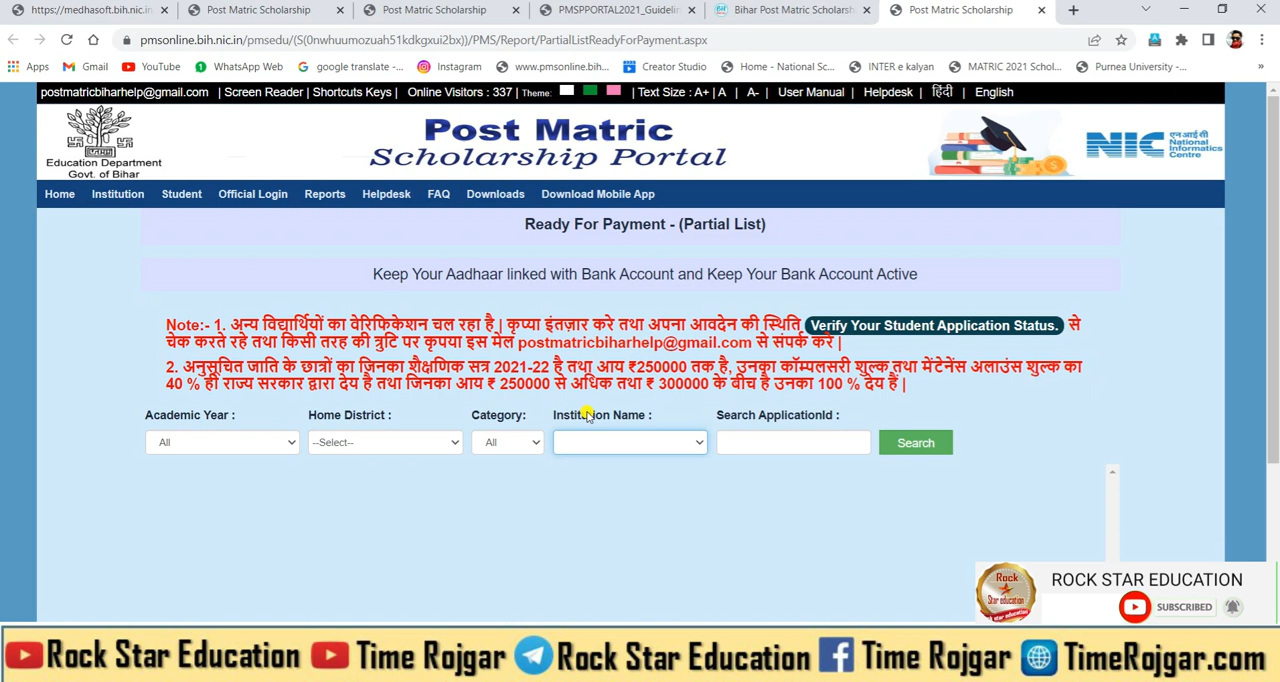 https://medhasoft.bih.nic.in
Post Matric Scholarship
Post Matric Scholarship
PMSPPORTAL2021_Guidelin
Bihar Post Matric Scholarsh
Post Matric Scholarship
pmsonline.bih.nic.in/pmsedu/(S(0nwhuumozuah51kdkgxui2bx))/PMS/Report/PartialListReadyForPayment.aspx
Apps Gmail YouTube WhatsApp Web google translate -... Instagram www.pmsonline.bih... Creator Studio Home - National Sc... INTER e kalyan MATRIC 2021 Schol... Purnea University -... »
postmatricbiharhelp@gmail.com | Screen Reader | Shortcuts Keys | Online Visitors : 337 | Theme: | Text Size : A+ | A | A- | User Manual | Helpdesk | हिंदी | English
Education Department
Govt. of Bihar
Post Matric
Scholarship Portal
NIC एन आई सी
National
Informatics
Centre
Home Institution Student Official Login Reports Helpdesk FAQ Downloads Download Mobile App
Ready For Payment - (Partial List)
Keep Your Aadhaar linked with Bank Account and Keep Your Bank Account Active
Note:- 1. अन्य विद्यार्थियों का वेरिफिकेशन चल रहा है | कृप्या इंतज़ार करे तथा अपना आवदेन की स्थिति Verify Your Student Application Status. से
चेक करते रहे तथा किसी तरह की त्रुटि पर कृपया इस मेल postmatricbiharhelp@gmail.com से संपर्क करें |
2. अनुसूचित जाति के छात्रों का जिनका शैक्षणिक सत्र 2021-22 है तथा आय ₹250000 तक है, उनका कॉम्पलसरी शुल्क तथा मेंटेनेंस अलाउंस शुल्क का
40 % ही राज्य सरकार द्वारा देय है तथा जिनका आय ₹ 250000 से अधिक तथा ₹ 300000 के बीच है उनका 100 % देय हैं |
Academic Year : Home District : Category: Institution Name : Search ApplicationId :
All --Select-- All Search
Rock
Star education
ROCK STAR EDUCATION
SUBSCRIBED
Rock Star Education Time Rojgar Rock Star Education Time Rojgar TimeRojgar.com